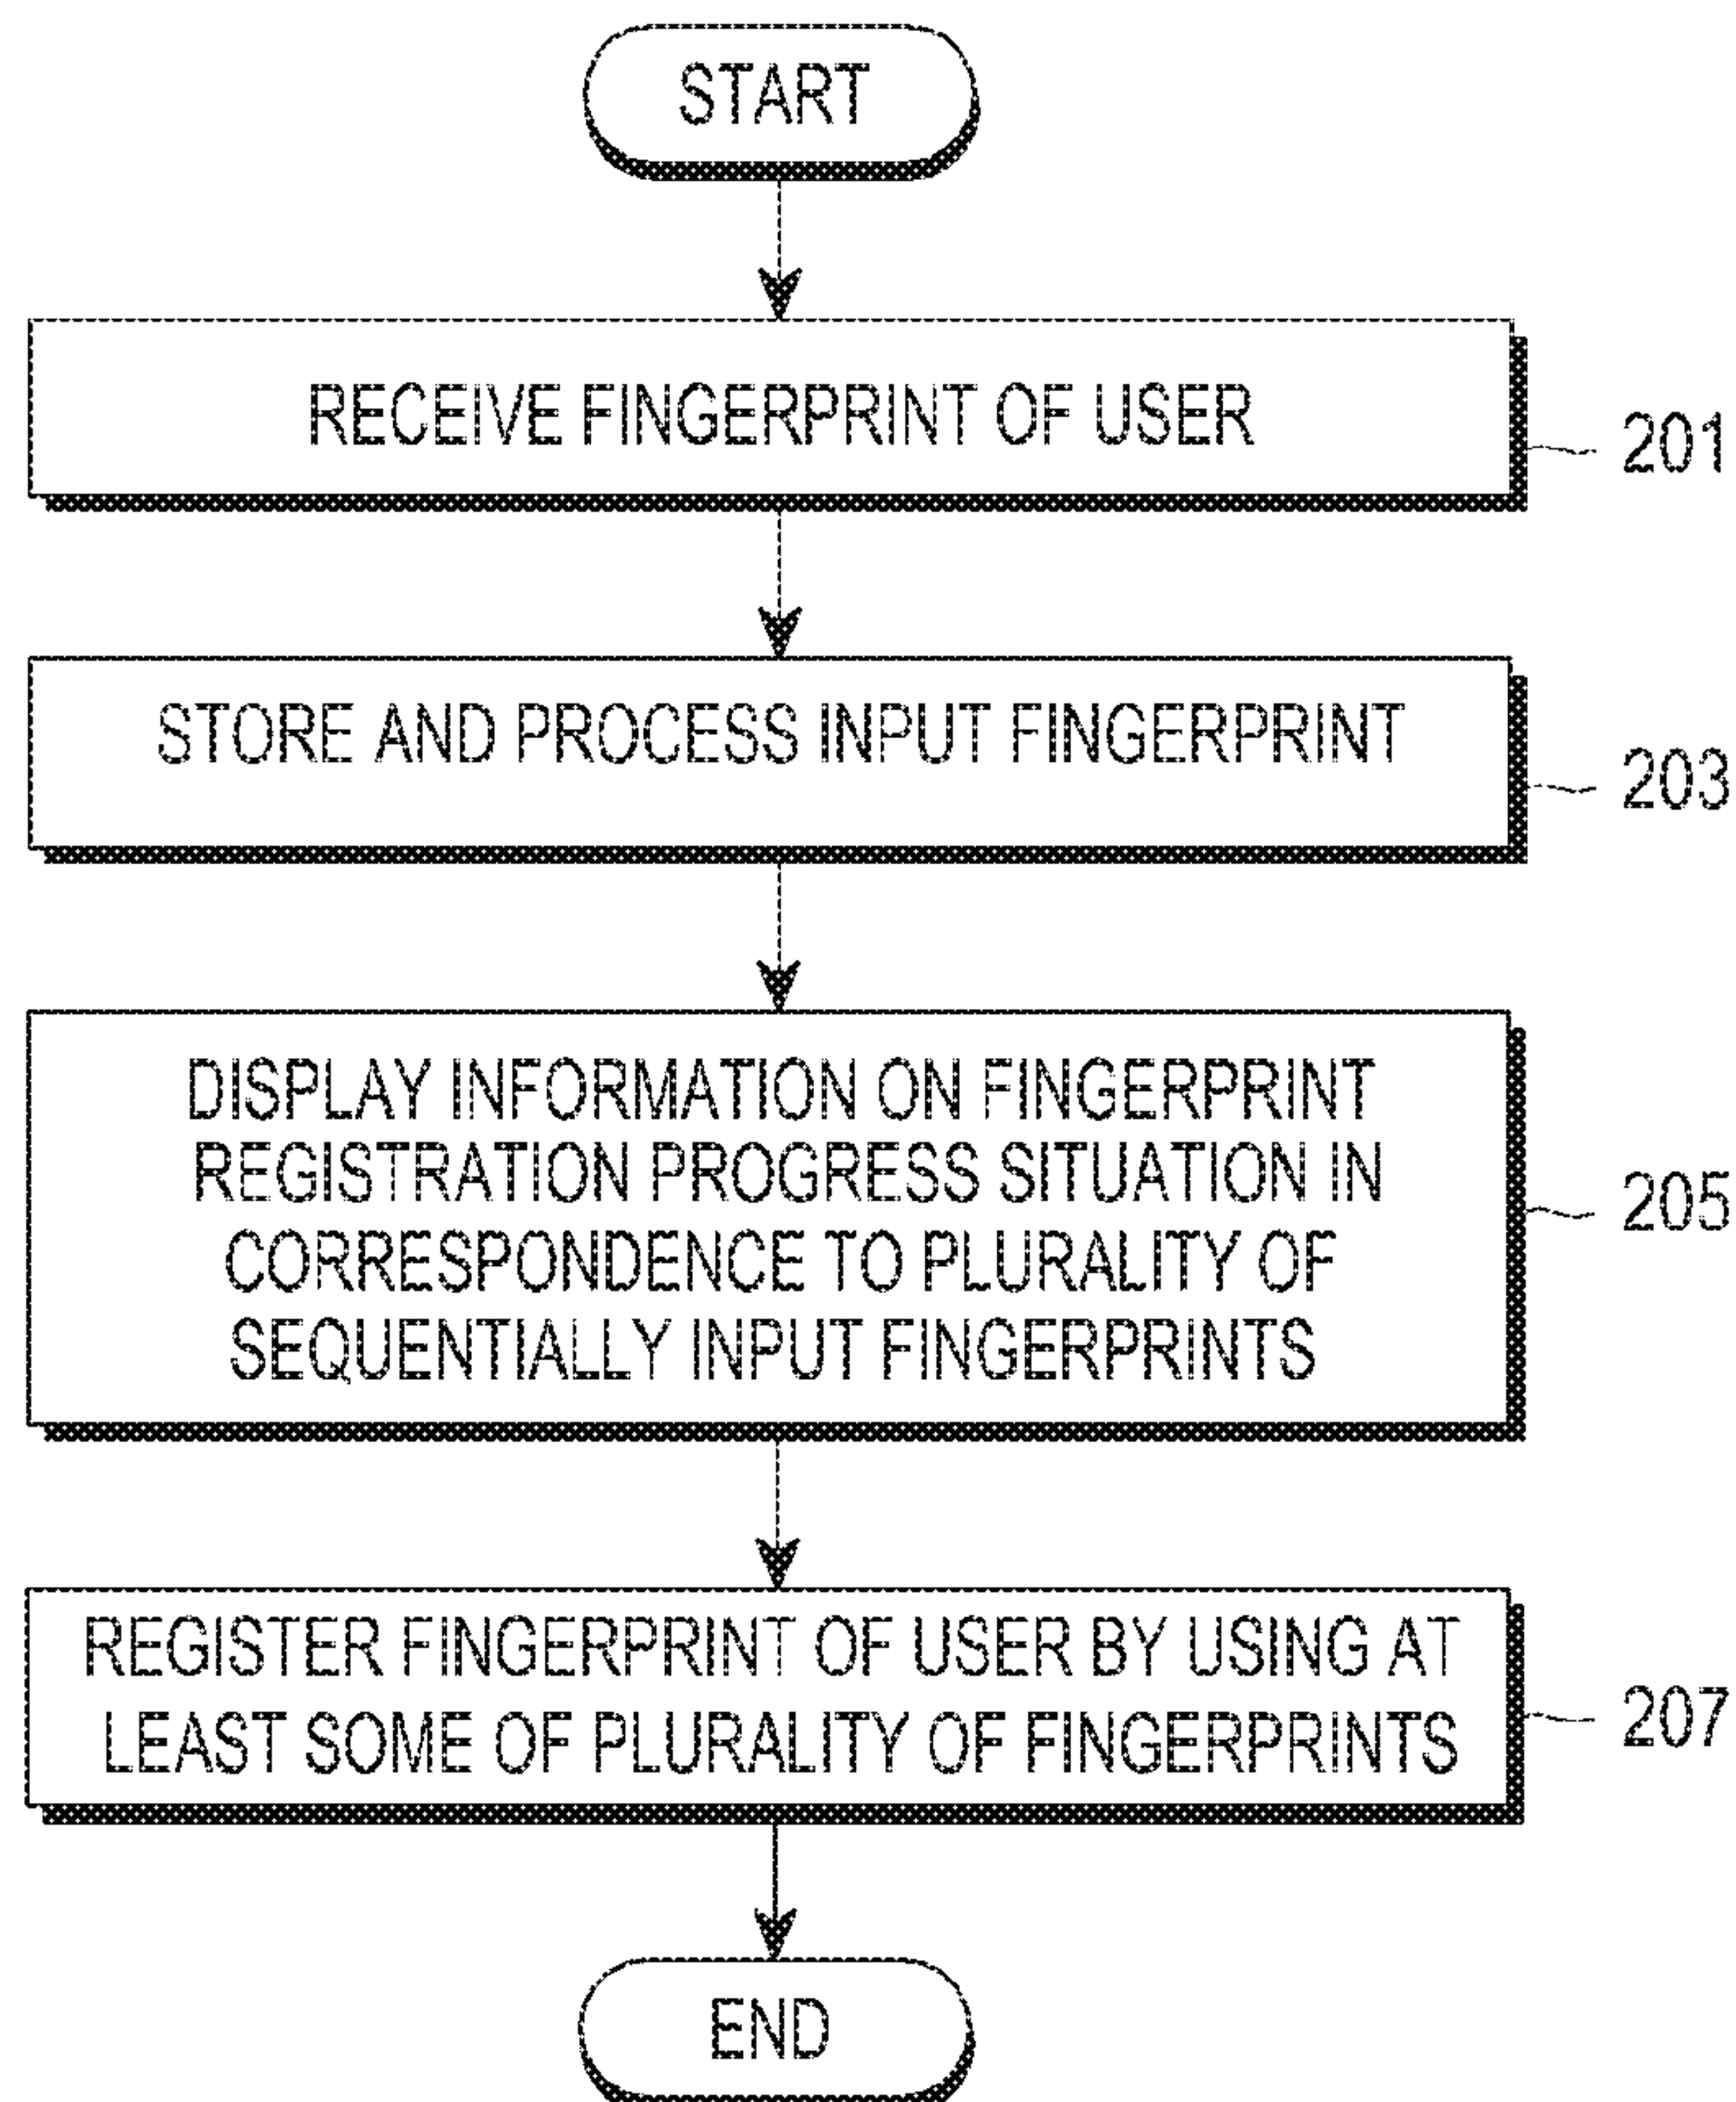 START
RECEIVE FINGERPRINT OF USER
201
STORE AND PROCESS INPUT FINGERPRINT
203
DISPLAY INFORMATION ON FINGERPRINT
REGISTRATION PROGRESS SITUATION IN
CORRESPONDENCE TO PLURALITY OF
SEQUENTIALLY INPUT FINGERPRINTS
205
REGISTER FINGERPRINT OF USER BY USING AT
LEAST SOME OF PLURALITY OF FINGERPRINTS
207
END